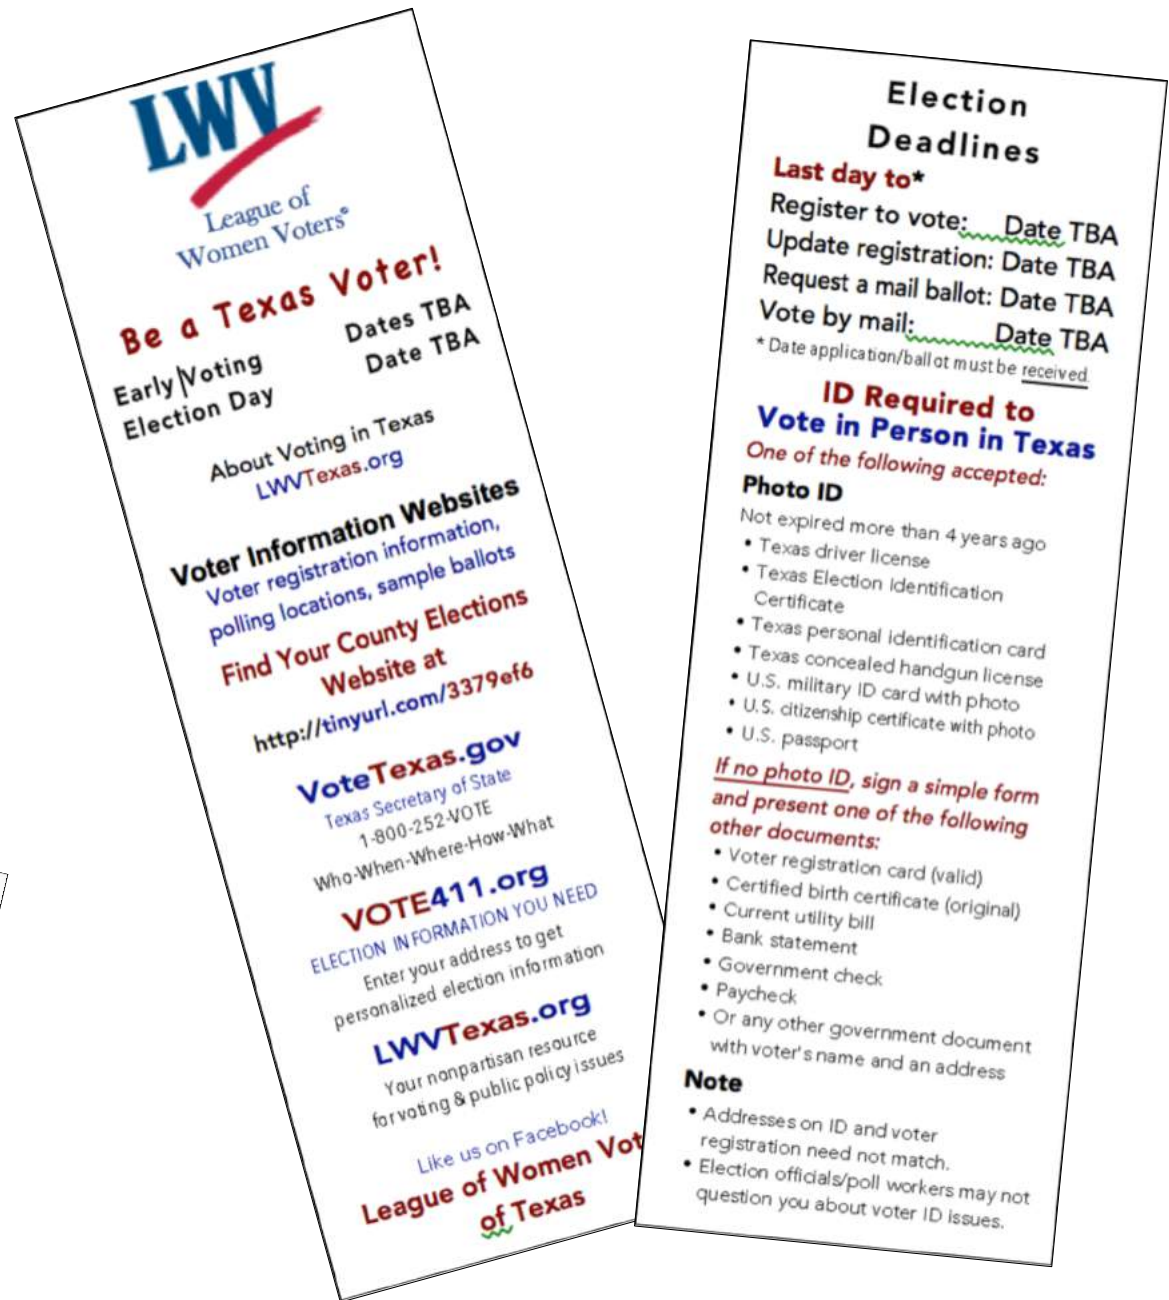 LWV
League of
Women Voters®
Be a Texas Voter!
Early Voting Dates TBA
Election Day Date TBA
About Voting in Texas
LWVTexas.org
Voter Information Websites
Voter registration information,
polling locations, sample ballots
Find Your County Elections
Website at
http://tinyurl.com/3379ef6
VoteTexas.gov
Texas Secretary of State
1-800-252-VOTE
Who-When-Where-How-What
VOTE411.org
ELECTION INFORMATION YOU NEED
Enter your address to get
personalized election information
LWVTexas.org
Your nonpartisan resource
for voting & public policy issues
Like us on Facebook!
League of Women Vot
of Texas
Election
Deadlines
Last day to*
Register to vote: Date TBA
Update registration: Date TBA
Request a mail ballot: Date TBA
Vote by mail: Date TBA
* Date application/ballot must be received.
ID Required to
Vote in Person in Texas
One of the following accepted:
Photo ID
Not expired more than 4 years ago
• Texas driver license
• Texas Election Identification
Certificate
• Texas personal identification card
• Texas concealed handgun license
• U.S. military ID card with photo
• U.S. citizenship certificate with photo
• U.S. passport
If no photo ID, sign a simple form
and present one of the following
other documents:
• Voter registration card (valid)
• Certified birth certificate (original)
• Current utility bill
• Bank statement
• Government check
• Paycheck
• Or any other government document
with voter's name and an address
Note
• Addresses on ID and voter
registration need not match.
• Election officials/poll workers may not
question you about voter ID issues.